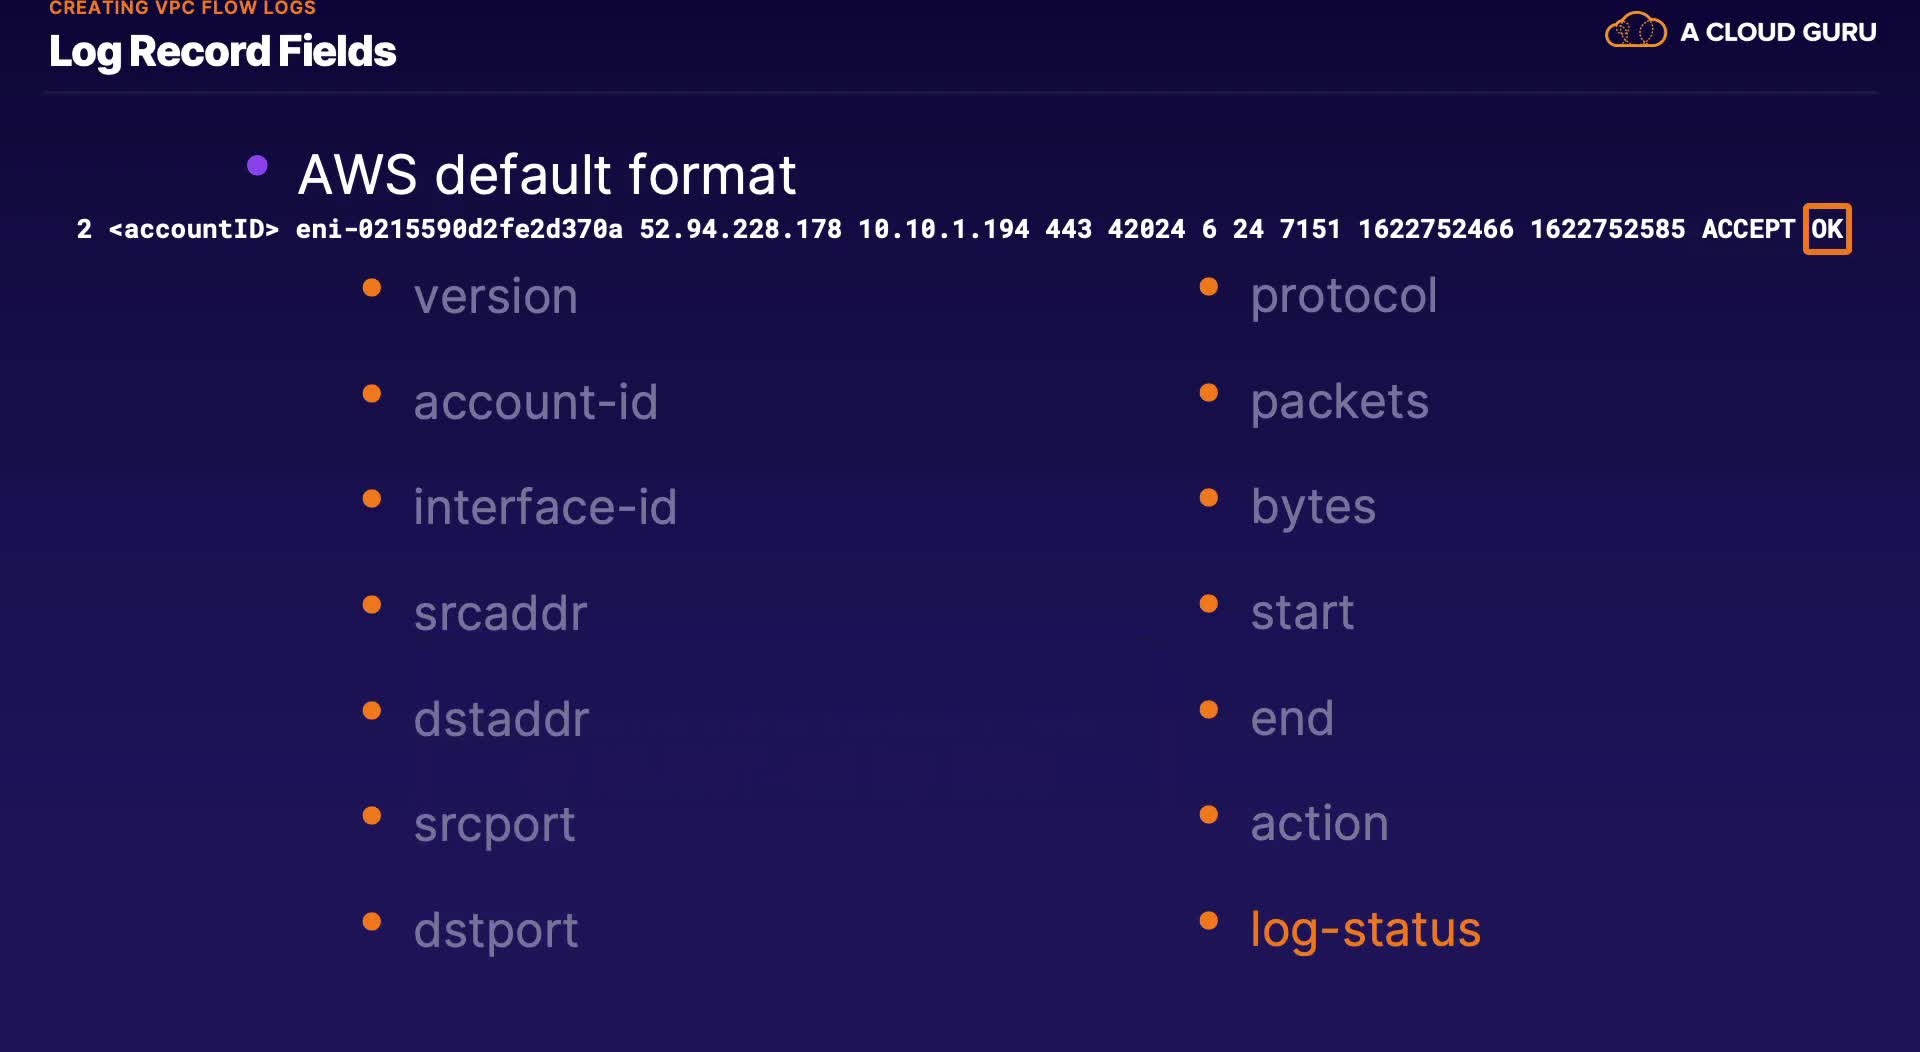 CREATING VPC FLOW LOGS
Log Record Fields
A CLOUD GURU
AWS default format
2 <accountID> eni-0215590d2fe2d370a 52.94.228.178 10.10.1.194 443 42024 6 24 7151 1622752466 1622752585 ACCEPT OK
version
account-id
interface-id
srcaddr
dstaddr
srcport
dstport
protocol
packets
bytes
start
end
action
log-status